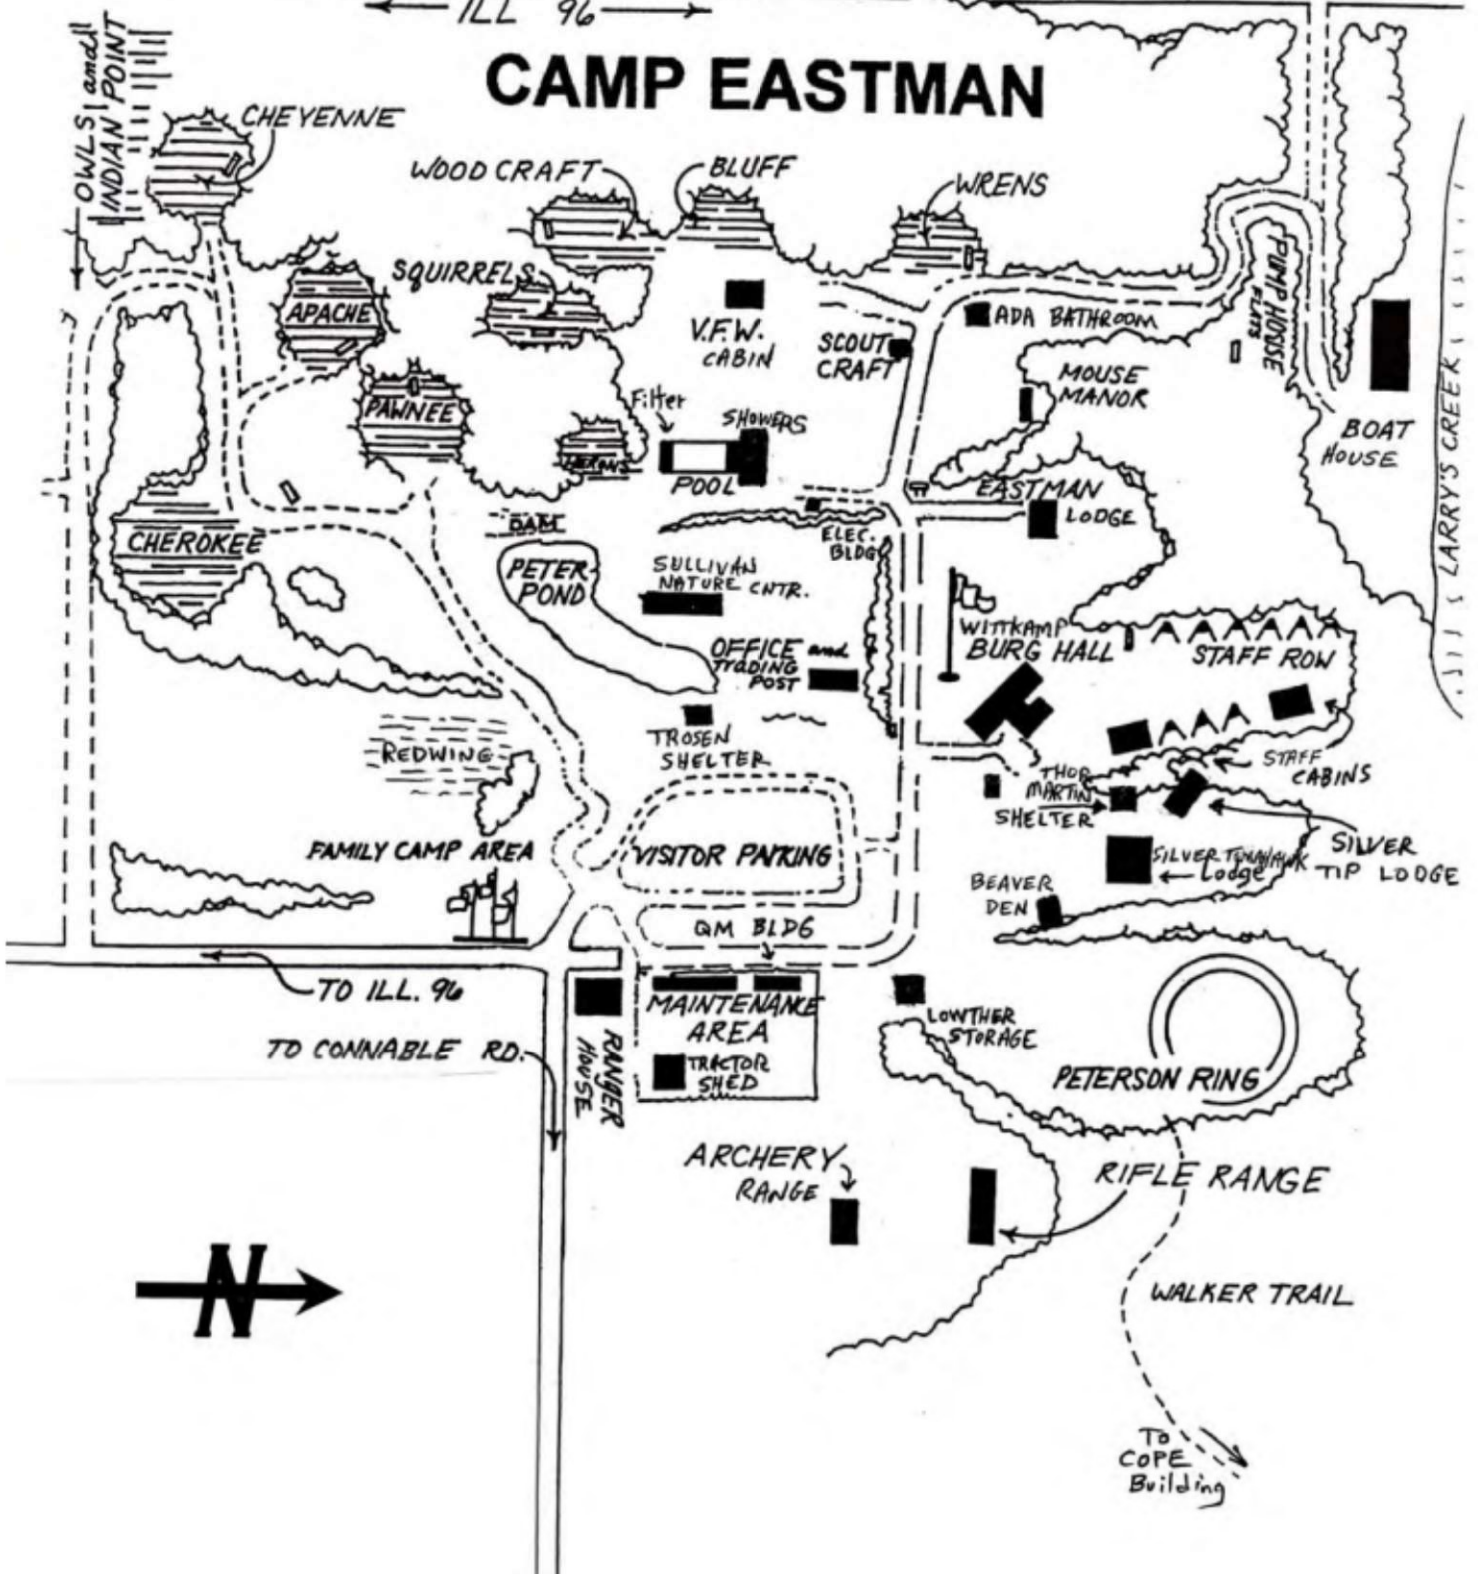 ← ILL 96 →
CAMP EASTMAN
OWLS and
INDIAN POINT
CHEYENNE
WOODCRAFT
BLUFF
WRENS
SQUIRRELS
APACHE
V.F.W.
CABIN
SCOUT
CRAFT
ADA BATHROOM
PUMP HOUSE
FLATS
PAWNEE
Filter
SHOWERS
MOUSE
MANOR
BOAT
HOUSE
LARRY'S CREEK
HERONS
POOL
EASTMAN
LODGE
CHEROKEE
DAM
ELEC.
BLDG
PETER
POND
SULLIVAN
NATURE CNTR.
OFFICE and
TRADING
POST
WITTKAMP
BURG HALL
STAFF ROW
REDWING
TROSEN
SHELTER
STAFF
CABINS
THOR
MARTIN
SHELTER
FAMILY CAMP AREA
VISITOR PARKING
SILVER
TIP LODGE
SILVER TOMAHAWK
Lodge
BEAVER
DEN
QM BLDG
TO ILL. 96
MAINTENANCE
AREA
LOWTHER
STORAGE
TO CONNABLE RD.
RANGER
HOUSE
TRACTOR
SHED
PETERSON RING
ARCHERY
RANGE
RIFLE RANGE
N
WALKER TRAIL
To
COPE
Building